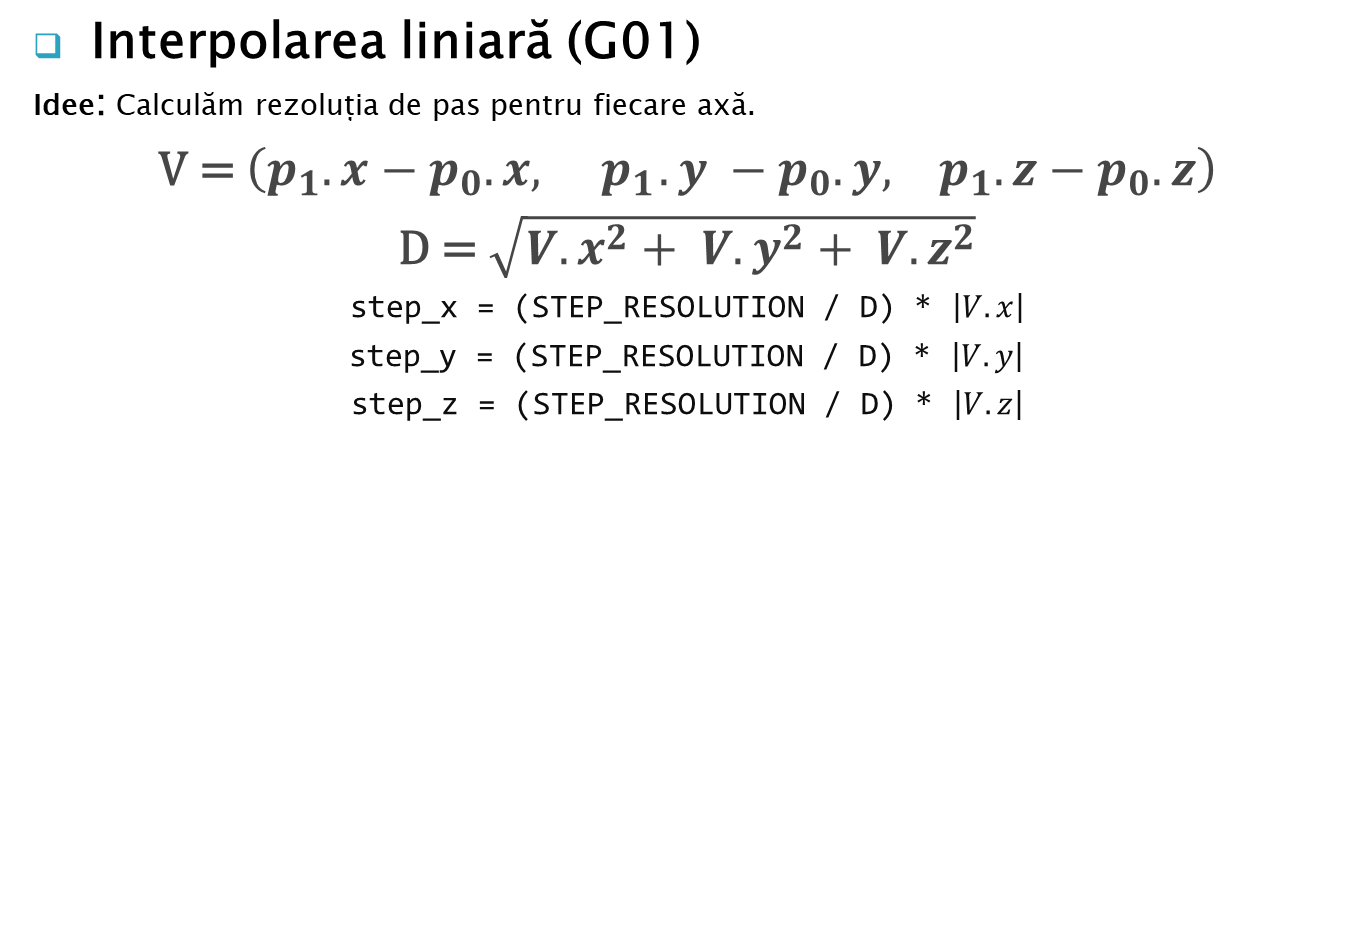 Interpolarea liniară (G01)
Idee: Calculăm rezoluția de pas pentru fiecare axă.
V = (p₁.x − p₀.x, p₁.y − p₀.y, p₁.z − p₀.z)
D = √(V.x² + V.y² + V.z²)
step_x = (STEP_RESOLUTION / D) * |V.x|
step_y = (STEP_RESOLUTION / D) * |V.y|
step_z = (STEP_RESOLUTION / D) * |V.z|